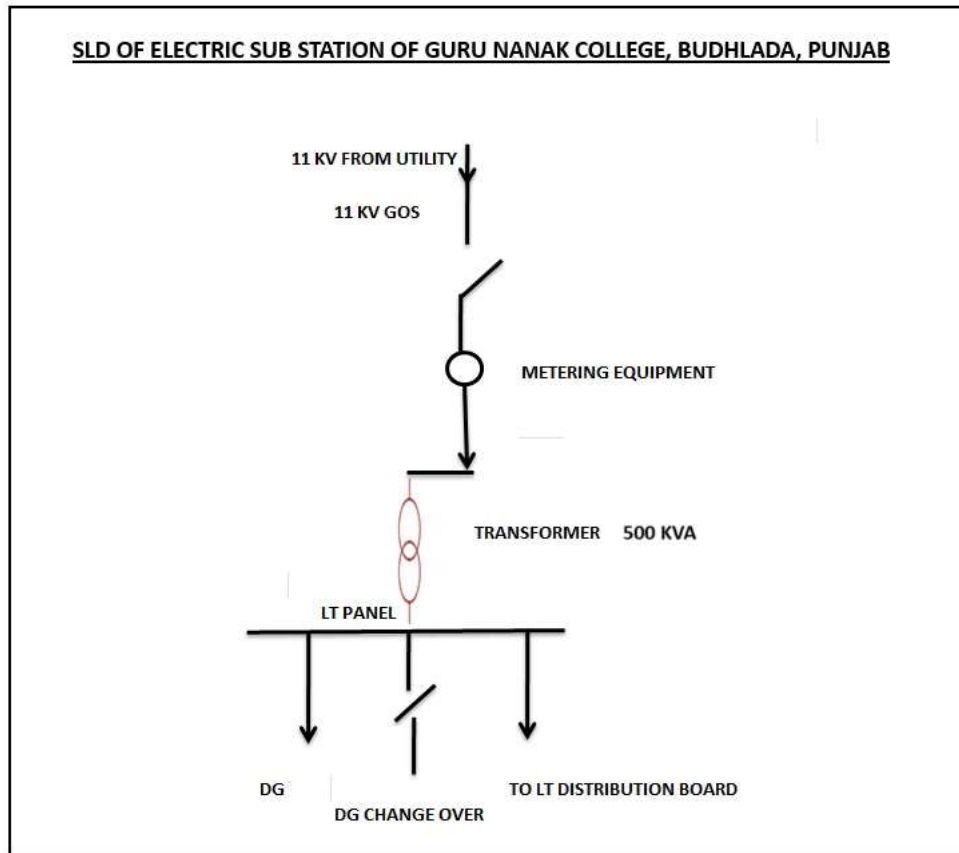 SLD OF ELECTRIC SUB STATION OF GURU NANAK COLLEGE, BUDHLADA, PUNJAB
11 KV FROM UTILITY
11 KV GOS
METERING EQUIPMENT
TRANSFORMER 500 KVA
LT PANEL
DG
TO LT DISTRIBUTION BOARD
DG CHANGE OVER